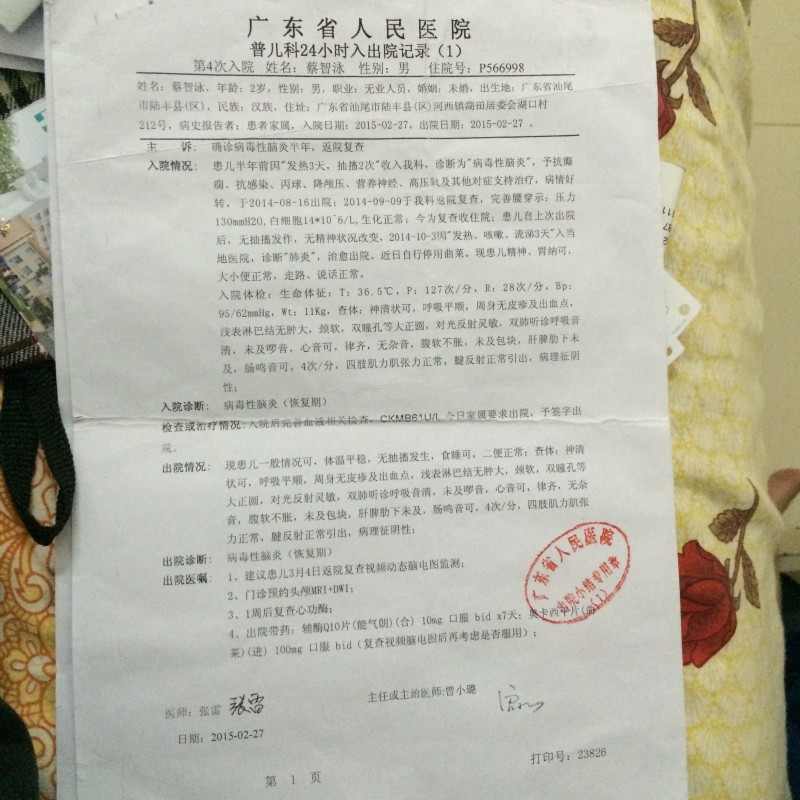 广东省人民医院
普儿科24小时入出院记录（1）
第4次入院 姓名：蔡智泳 性别：男 住院号：P566998
姓名：蔡智泳，年龄：2岁，性别：男，职业：无业人员，婚姻：未婚，出生地：广东省汕尾
市陆丰县(区)，民族：汉族，住址：广东省汕尾市陆丰县(区)河西镇湖田居委会湖口村
212号，病史报告者：患者家属，入院日期：2015-02-27，出院日期：2015-02-27 。
主 诉： 确诊病毒性脑炎半年，返院复查
入院情况： 患儿半年前因"发热3天，抽搐2次"收入我科，诊断为"病毒性脑炎"，予抗癫
痫、抗感染、丙球、降颅压、营养神经、高压氧及其他对症支持治疗，病情好
转，于2014-08-16出院；2014-09-09于我科返院复查，完善腰穿示：压力
130mmH2O,白细胞14*10^6/L,生化正常；今为复查收住院；患儿自上次出院
后，无抽搐发作，无精神状况改变，2014-10-3因"发热、咳嗽、流涕3天"入当
地医院，诊断"肺炎"，治愈出院。近日自行停用曲莱。现患儿精神、胃纳可，
大小便正常，走路、说话正常。
入院体检：生命体征：T：36.5℃，P：127次/分，R：28次/分，Bp：
95/62mmHg，Wt：11Kg，查体：神清状可，呼吸平顺，周身无皮疹及出血点，
浅表淋巴结无肿大，颈软，双瞳孔等大正圆，对光反射灵敏，双肺听诊呼吸音
清，未及啰音，心音可，律齐，无杂音，腹软不胀，未及包块，肝脾肋下未
及，肠鸣音可，4次/分，四肢肌力肌张力正常，腱反射正常引出，病理征阴
性；
入院诊断： 病毒性脑炎（恢复期）
检查或治疗情况：入院后完善血液相关检查，CKMB61U/L 今日家属要求出院，予签字出
院。
出院情况： 现患儿一般情况可，体温平稳，无抽搐发生，食睡可，二便正常；查体：神清
状可，呼吸平顺，周身无皮疹及出血点，浅表淋巴结无肿大，颈软，双瞳孔等
大正圆，对光反射灵敏，双肺听诊呼吸音清，未及啰音，心音可，律齐，无杂
音，腹软不胀，未及包块，肝脾肋下未及，肠鸣音可，4次/分，四肢肌力肌张
力正常，腱反射正常引出，病理征阴性；
出院诊断： 病毒性脑炎（恢复期）
出院医嘱： 1、建议患儿3月4日返院复查视频动态脑电图监测；
2、门诊预约头颅MRI+DWI；
3、1周后复查心功酶；
4、出院带药：辅酶Q10片(能气朗)(合) 10mg 口服 bid x7天；奥卡西平片(曲
莱)(进) 100mg 口服 bid（复查视频脑电图后再考虑是否服用）；
广东省人民医院
出院小结专用章
(1)
医师：张雷 张雷
主任或主治医师:曾小璐
日期：2015-02-27
打印号：23826
第 1 页